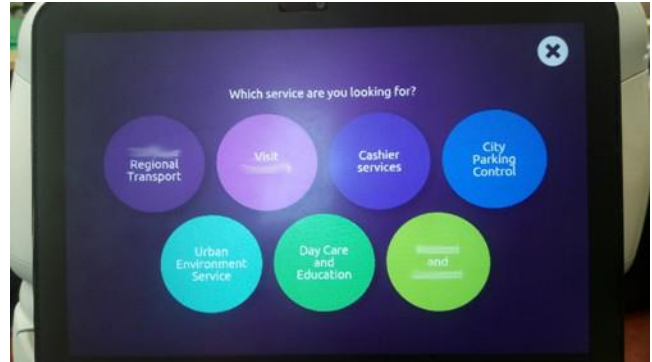 Which service are you looking for?
Regional
Transport
Visit
Cashier
services
City
Parking
Control
Urban
Environment
Service
Day Care
and
Education
and